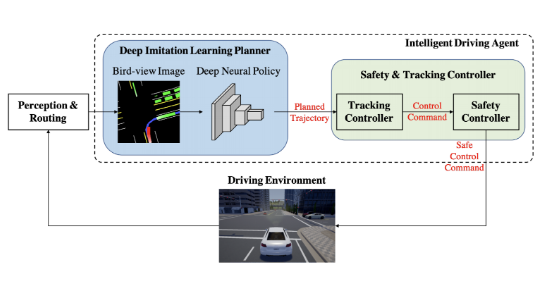 Intelligent Driving Agent
Deep Imitation Learning Planner
Bird-view Image
Deep Neural Policy
Safety & Tracking Controller
Perception &
Routing
Planned
Trajectory
Tracking
Controller
Control
Command
Safety
Controller
Safe
Control
Command
Driving Environment